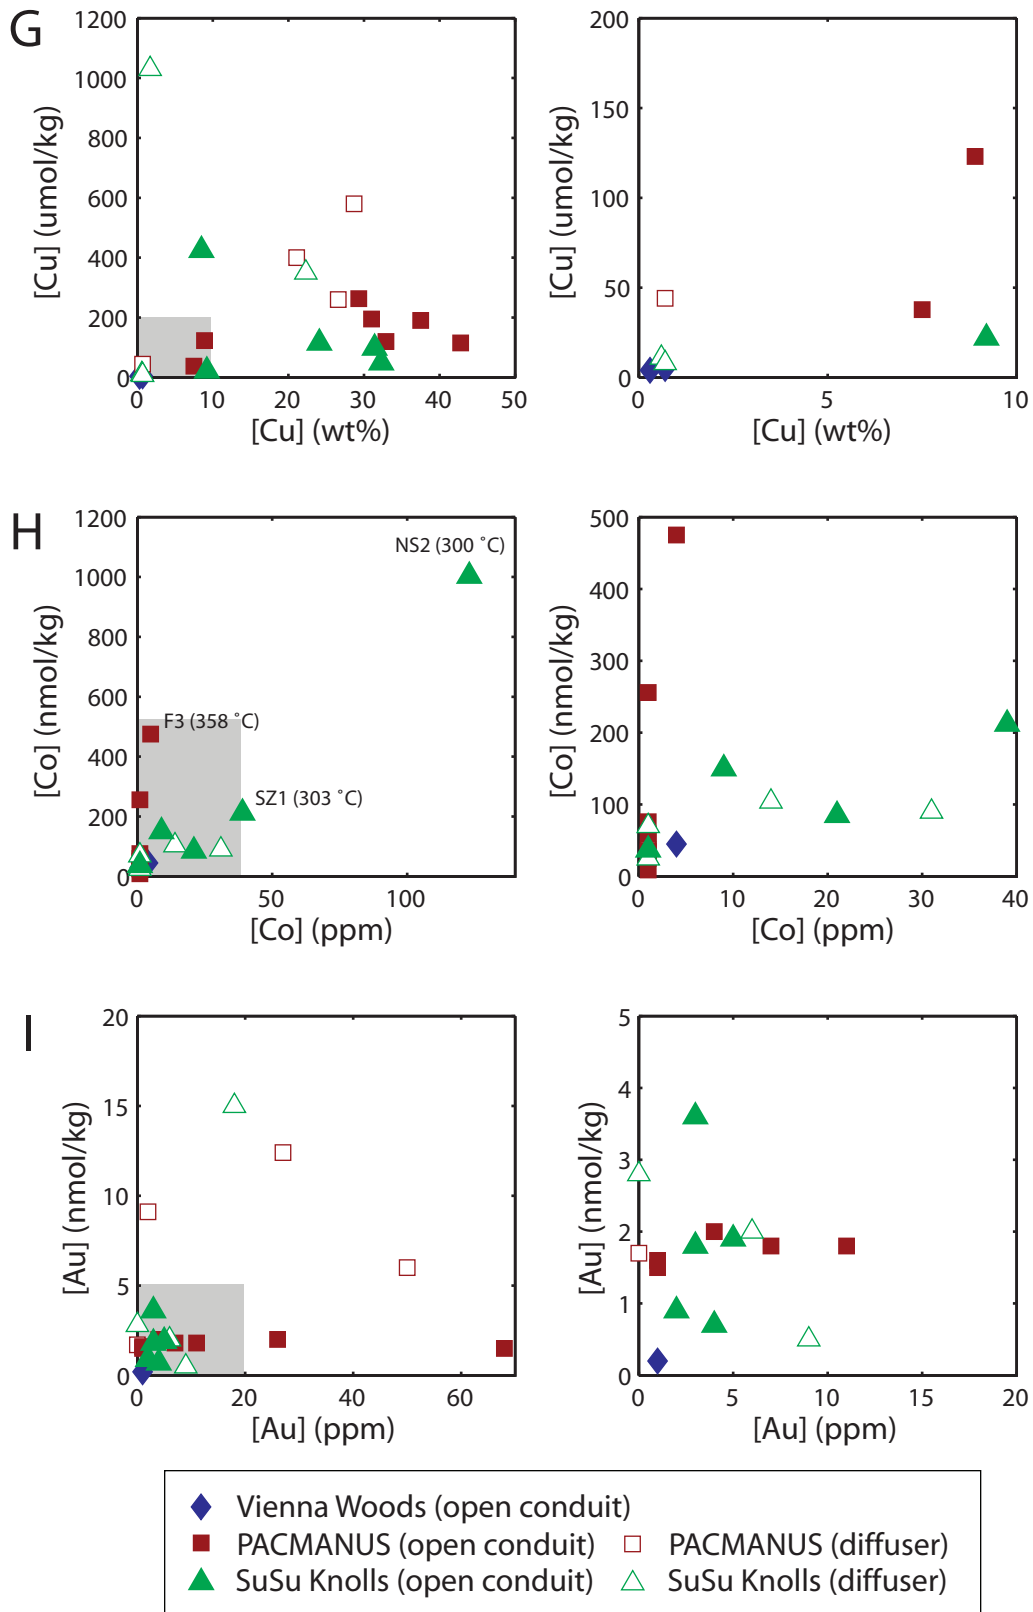 G
1200
1000
800
600
400
200
0
[Cu] (umol/kg)
0 10 20 30 40 50
[Cu] (wt%)
200
150
100
50
0
[Cu] (umol/kg)
0 5 10
[Cu] (wt%)
H
1200
1000
800
600
400
200
0
[Co] (nmol/kg)
NS2 (300 ˚C)
F3 (358 ˚C)
SZ1 (303 ˚C)
0 50 100
[Co] (ppm)
500
400
300
200
100
0
[Co] (nmol/kg)
0 10 20 30 40
[Co] (ppm)
I
20
15
10
5
0
[Au] (nmol/kg)
0 20 40 60
[Au] (ppm)
5
4
3
2
1
0
[Au] (nmol/kg)
0 5 10 15 20
[Au] (ppm)
Vienna Woods (open conduit)
PACMANUS (open conduit) PACMANUS (diffuser)
SuSu Knolls (open conduit) SuSu Knolls (diffuser)